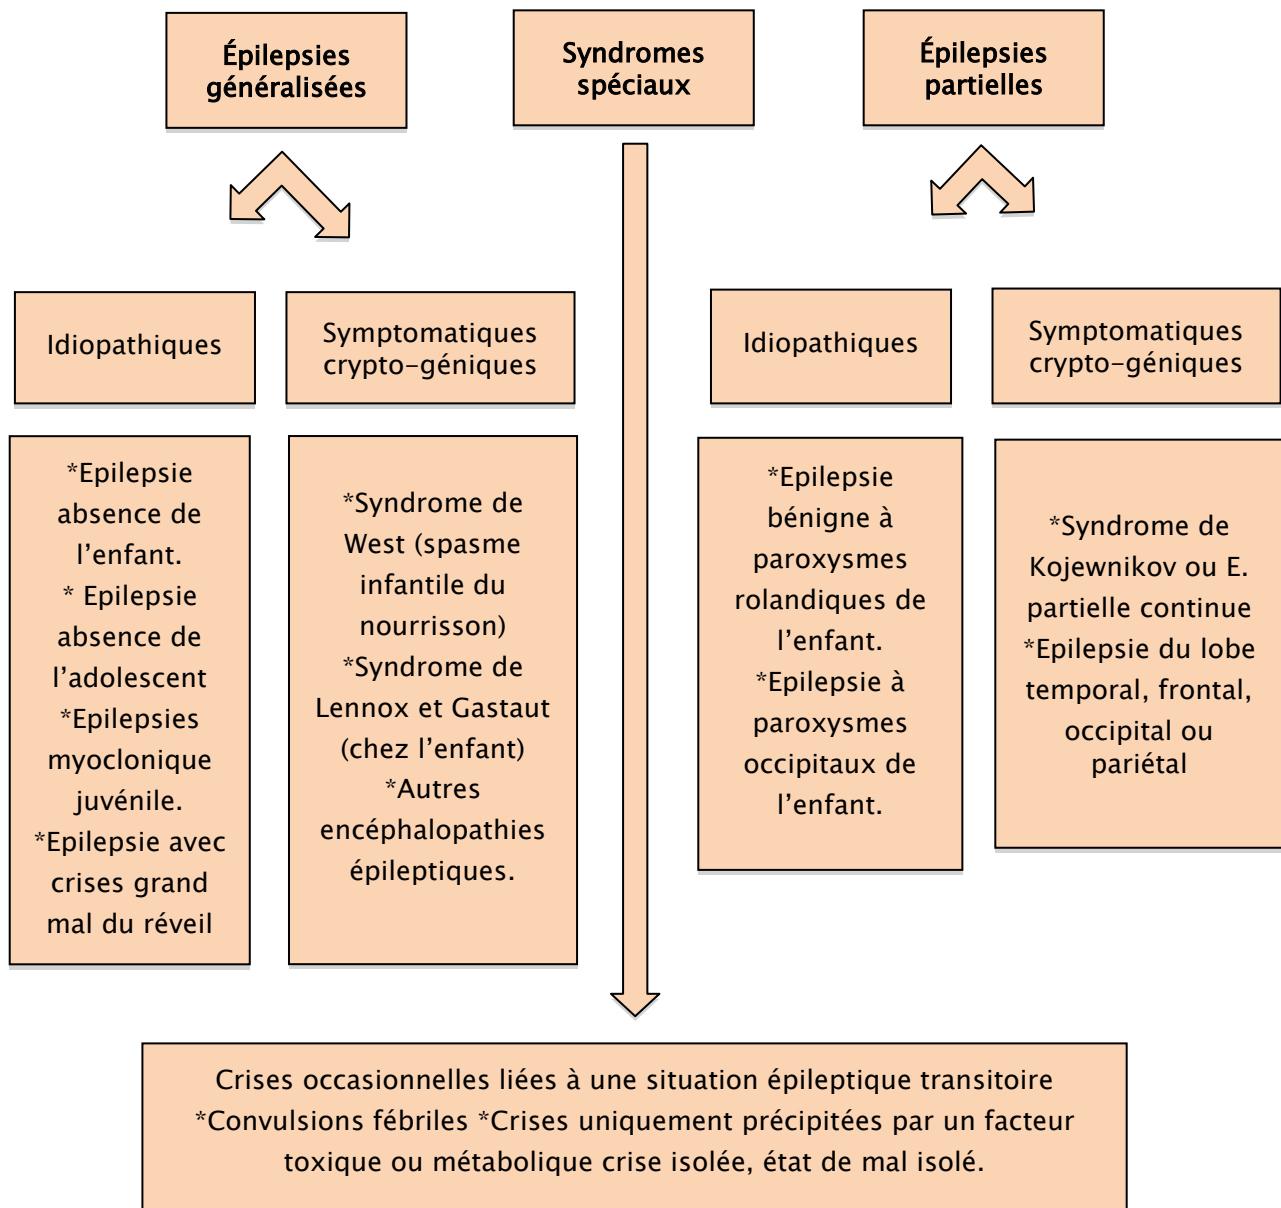 Épilepsies
généralisées
Syndromes
spéciaux
Épilepsies
partielles
Idiopathiques
Symptomatiques
crypto-géniques
Idiopathiques
Symptomatiques
crypto-géniques
*Epilepsie
absence de
l’enfant.
* Epilepsie
absence de
l’adolescent
*Epilepsies
myoclonique
juvénile.
*Epilepsie avec
crises grand
mal du réveil
*Syndrome de
West (spasme
infantile du
nourrisson)
*Syndrome de
Lennox et Gastaut
(chez l’enfant)
*Autres
encéphalopathies
épileptiques.
*Epilepsie
bénigne à
paroxysmes
rolandiques de
l’enfant.
*Epilepsie à
paroxysmes
occipitaux de
l’enfant.
*Syndrome de
Kojewnikov ou E.
partielle continue
*Epilepsie du lobe
temporal, frontal,
occipital ou
pariétal
Crises occasionnelles liées à une situation épileptique transitoire
*Convulsions fébriles *Crises uniquement précipitées par un facteur
toxique ou métabolique crise isolée, état de mal isolé.